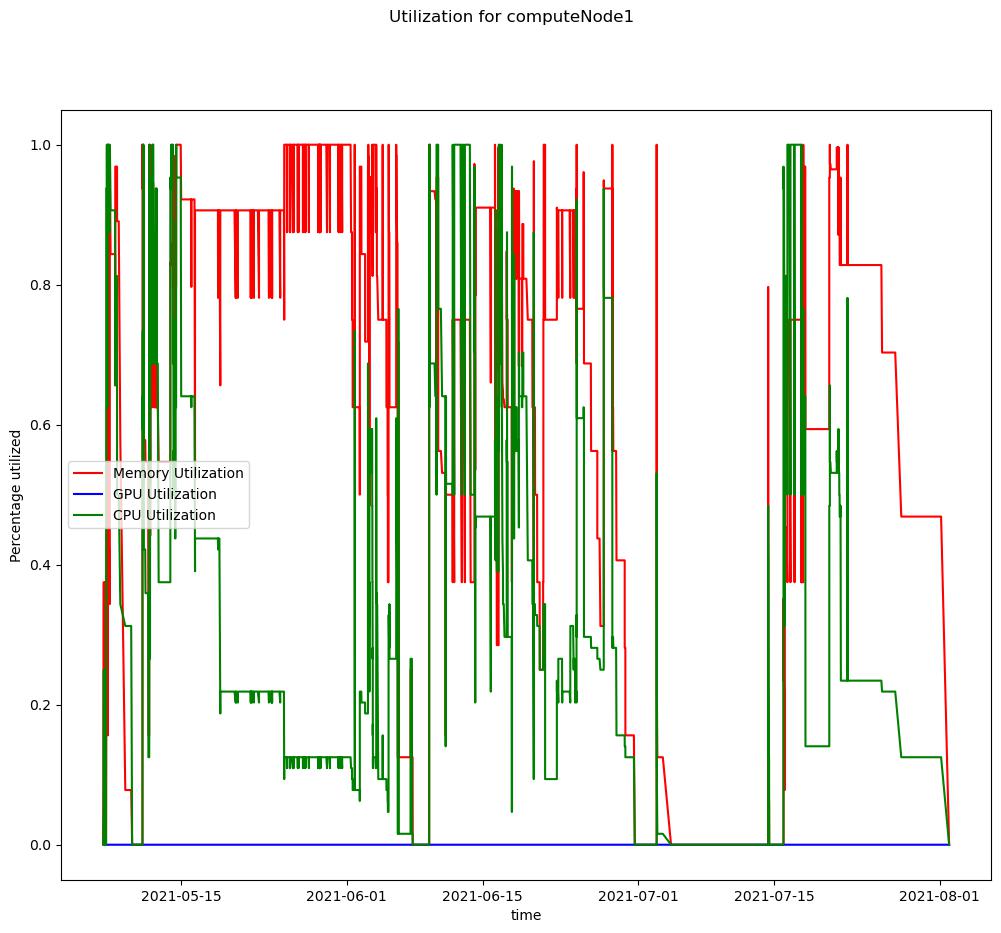 Utilization for computeNode1
1.0
0.8
0.6
0.4
0.2
0.0
Percentage utilized
Memory Utilization
GPU Utilization
CPU Utilization
2021-05-15
2021-06-01
2021-06-15
2021-07-01
2021-07-15
2021-08-01
time